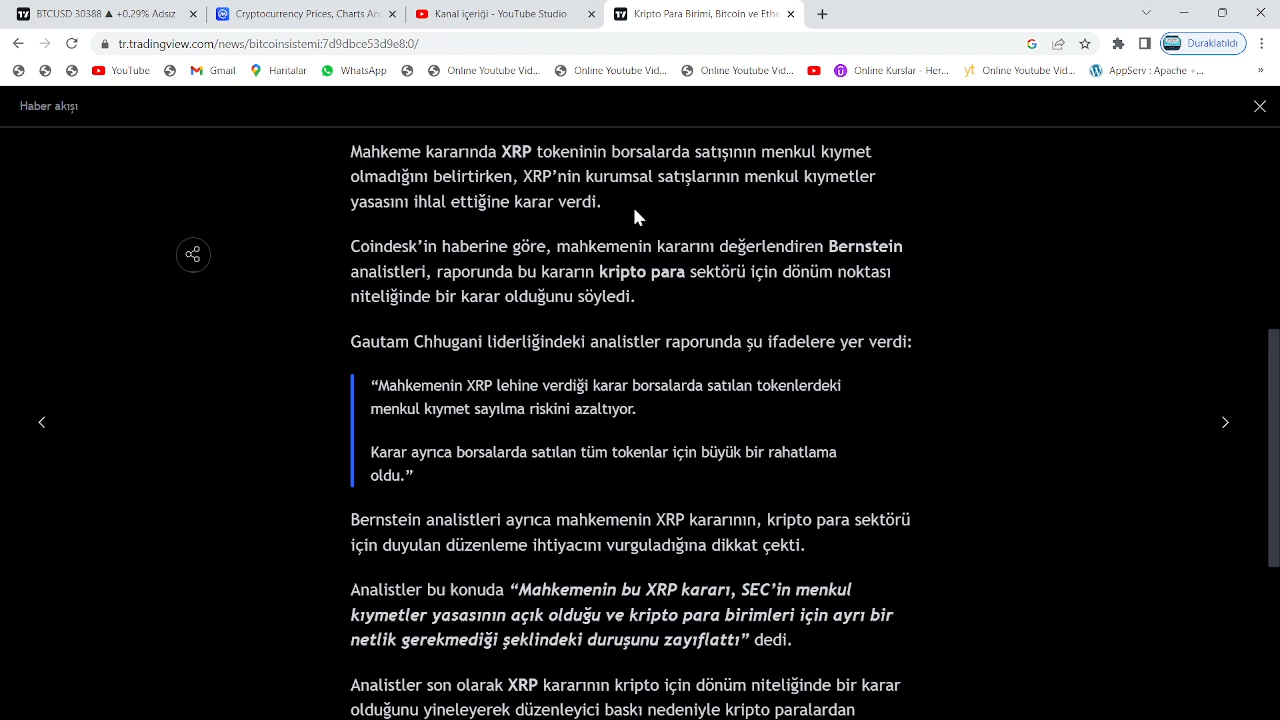 BTCUSD 30388 ▲ +0.29% Adsız
Cryptocurrency Prices, Charts An
Kanal içeriği - YouTube Studio
Kripto Para Birimi, Bitcoin ve Ethe
tr.tradingview.com/news/bitcoinsistemi:7d9dbce53d9e8:0/
Duraklatıldı
YouTube
Gmail
Haritalar
WhatsApp
Online Youtube Vid...
Online Youtube Vid...
Online Youtube Vid...
Online Kurslar - Her...
yt Online Youtube Vid...
AppServ : Apache +...
»
Haber akışı
Mahkeme kararında XRP tokeninin borsalarda satışının menkul kıymet
olmadığını belirtirken, XRP’nin kurumsal satışlarının menkul kıymetler
yasasını ihlal ettiğine karar verdi.
Coindesk’in haberine göre, mahkemenin kararını değerlendiren Bernstein
analistleri, raporunda bu kararın kripto para sektörü için dönüm noktası
niteliğinde bir karar olduğunu söyledi.
Gautam Chhugani liderliğindeki analistler raporunda şu ifadelere yer verdi:
“Mahkemenin XRP lehine verdiği karar borsalarda satılan tokenlerdeki
menkul kıymet sayılma riskini azaltıyor.
Karar ayrıca borsalarda satılan tüm tokenlar için büyük bir rahatlama
oldu.”
Bernstein analistleri ayrıca mahkemenin XRP kararının, kripto para sektörü
için duyulan düzenleme ihtiyacını vurguladığına dikkat çekti.
Analistler bu konuda “Mahkemenin bu XRP kararı, SEC’in menkul
kıymetler yasasının açık olduğu ve kripto para birimleri için ayrı bir
netlik gerekmediği şeklindeki duruşunu zayıflattı” dedi.
Analistler son olarak XRP kararının kripto için dönüm niteliğinde bir karar
olduğunu yineleyerek düzenleyici baskı nedeniyle kripto paralardan